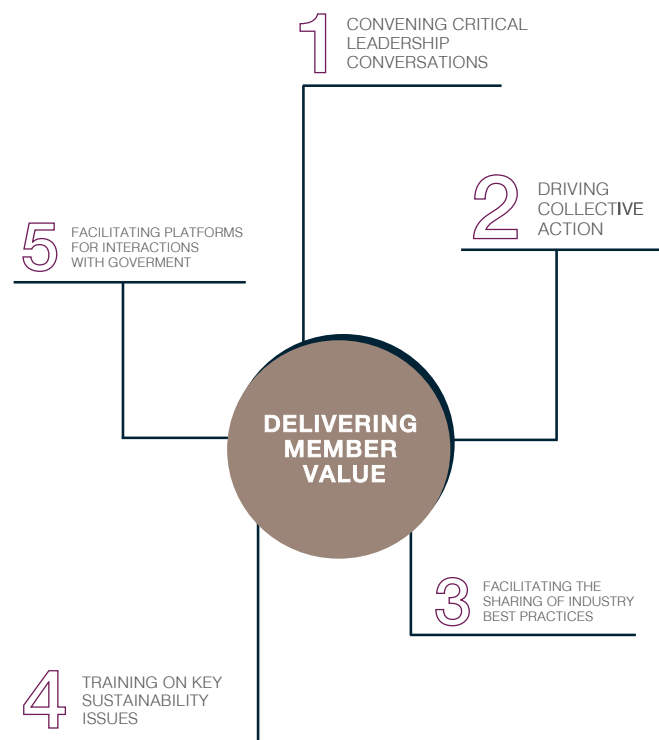 1
CONVENING CRITICAL
LEADERSHIP
CONVERSATIONS
2
DRIVING
COLLECTIVE
ACTION
5
FACILITATING PLATFORMS
FOR INTERACTIONS
WITH GOVERMENT
DELIVERING
MEMBER
VALUE
3
FACILITATING THE
SHARING OF INDUSTRY
BEST PRACTICES
4
TRAINING ON KEY
SUSTAINABILITY
ISSUES